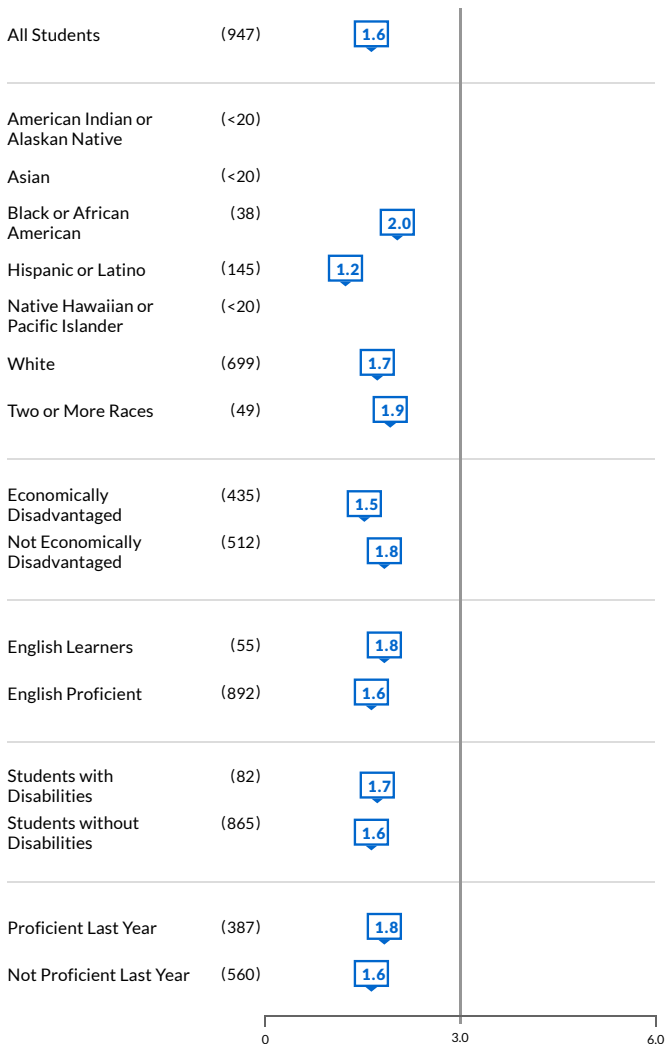 All Students (947) 1.6
American Indian or
Alaskan Native (<20)
Asian (<20)
Black or African
American (38) 2.0
Hispanic or Latino (145) 1.2
Native Hawaiian or
Pacific Islander (<20)
White (699) 1.7
Two or More Races (49) 1.9
Economically
Disadvantaged (435) 1.5
Not Economically
Disadvantaged (512) 1.8
English Learners (55) 1.8
English Proficient (892) 1.6
Students with
Disabilities (82) 1.7
Students without
Disabilities (865) 1.6
Proficient Last Year (387) 1.8
Not Proficient Last Year (560) 1.6
0 3.0 6.0